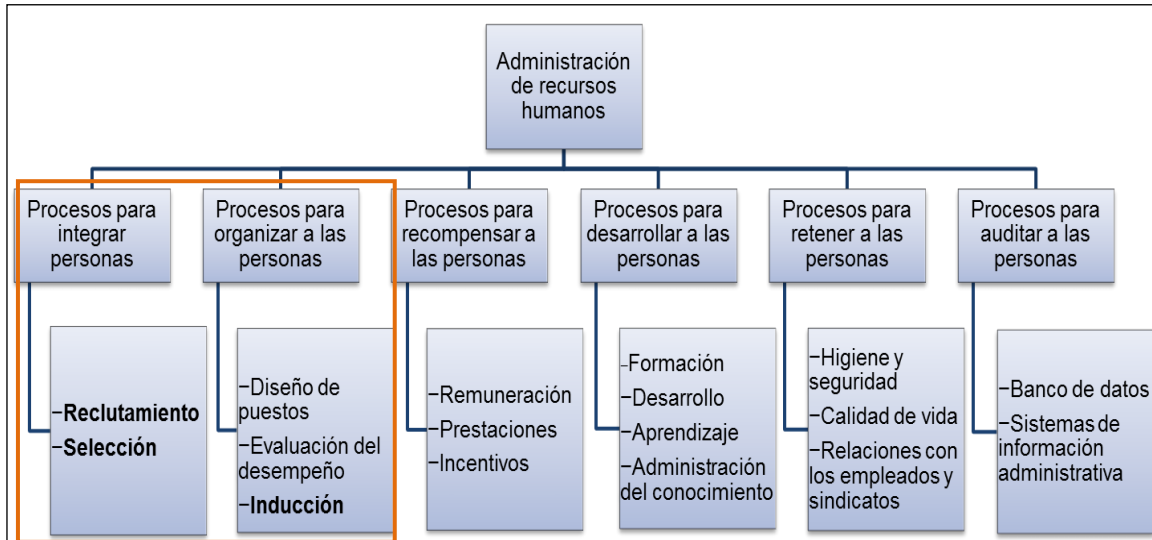 Administración
de recursos
humanos
Procesos para
integrar
personas
Procesos para
organizar a las
personas
Procesos para
recompensar a
las personas
Procesos para
desarrollar a las
personas
Procesos para
retener a las
personas
Procesos para
auditar a las
personas
−Reclutamiento
−Selección
−Diseño de
puestos
−Evaluación del
desempeño
−Inducción
−Remuneración
−Prestaciones
−Incentivos
−Formación
−Desarrollo
−Aprendizaje
−Administración
del conocimiento
−Higiene y
seguridad
−Calidad de vida
−Relaciones con
los empleados y
sindicatos
−Banco de datos
−Sistemas de
información
administrativa